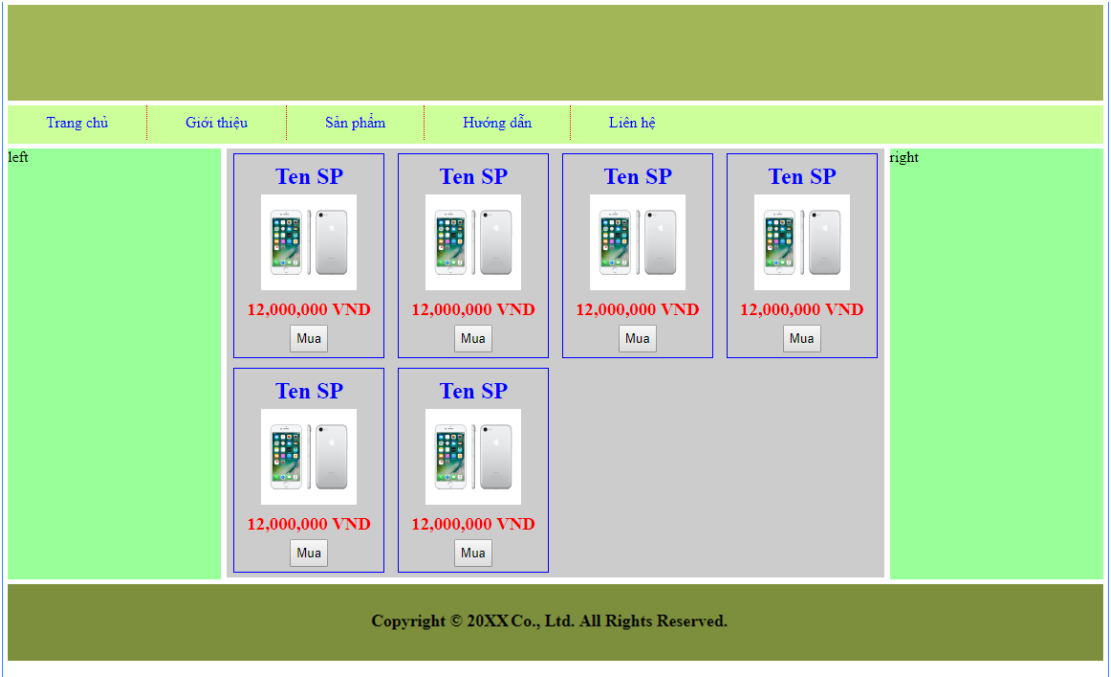 Trang chủ Giới thiệu Sản phẩm Hướng dẫn Liên hệ
left
Ten SP Ten SP Ten SP Ten SP
12,000,000 VND 12,000,000 VND 12,000,000 VND 12,000,000 VND
Mua Mua Mua Mua
Ten SP Ten SP
12,000,000 VND 12,000,000 VND
Mua Mua
right
Copyright © 20XX Co., Ltd. All Rights Reserved.